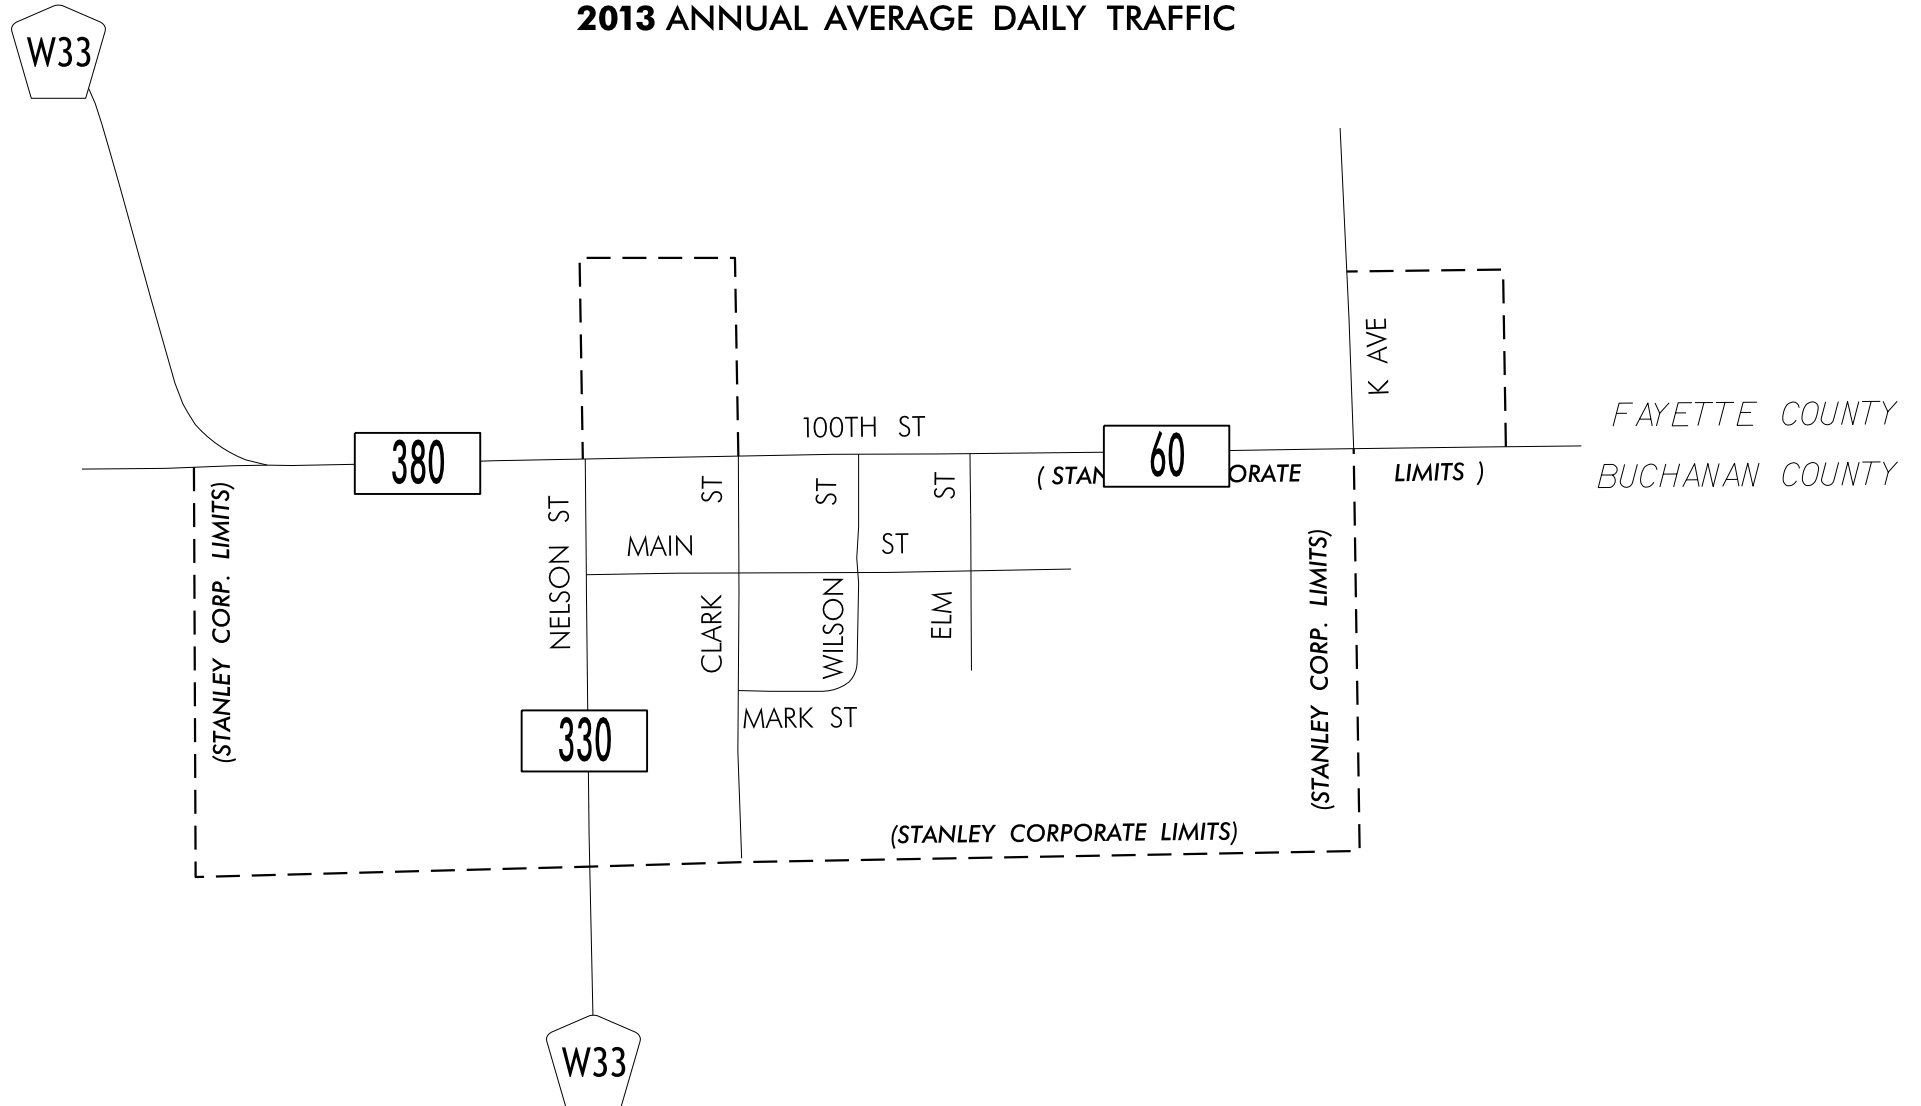 2013 ANNUAL AVERAGE DAILY TRAFFIC
W33
K AVE
FAYETTE COUNTY
100TH ST
380
60
( STAN ORATE LIMITS )
BUCHANAN COUNTY
(STANLEY CORP. LIMITS)
NELSON ST
MAIN ST
CLARK ST
WILSON ST
ELM ST
(STANLEY CORP. LIMITS)
330
MARK ST
(STANLEY CORPORATE LIMITS)
W33